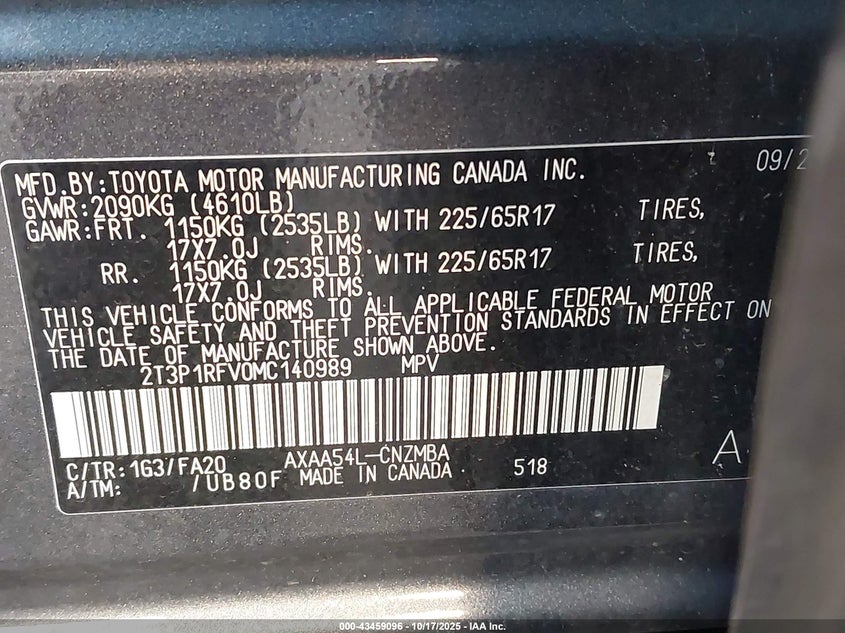 09/2
MFD.BY:TOYOTA MOTOR MANUFACTURING CANADA INC.
GVWR:2090KG (4610LB)
GAWR:FRT. 1150KG (2535LB) WITH 225/65R17 TIRES,
17X7.0J RIMS.
RR. 1150KG (2535LB) WITH 225/65R17 TIRES,
17X7.0J RIMS.
THIS VEHICLE CONFORMS TO ALL APPLICABLE FEDERAL MOTOR
VEHICLE SAFETY AND THEFT PREVENTION STANDARDS IN EFFECT ON
THE DATE OF MANUFACTURE SHOWN ABOVE.
2T3P1RFV0MC140989 MPV
C/TR:1G3/FA20 AXAA54L-CNZMBA
A/TM: /UB80F MADE IN CANADA 518
A
000-43459096 - 10/17/2025 - IAA Inc.